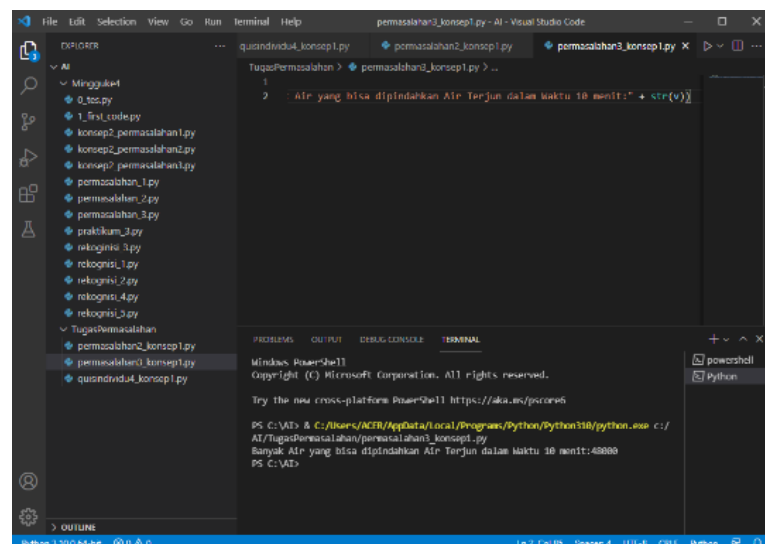 File Edit Selection View Go Run Terminal Help permasalahan3_konsep1.py - AI - Visual Studio Code
EXPLORER ... quisindividu4_konsep1.py permasalahan2_konsep1.py permasalahan3_konsep1.py
AI
TugasPermasalahan > permasalahan3_konsep1.py > ...
Mingguke4
1
0_tes.py
2 Air yang bisa dipindahkan Air Terjun dalam Waktu 10 menit:" + str(v))
1_first_code.py
konsep2_permasalahan1.py
konsep2_permasalahan2.py
konsep2_permasalahan3.py
permasalahan_1.py
permasalahan_2.py
permasalahan_3.py
praktikum_3.py
rekoginisi_3.py
rekognisi_1.py
rekognisi_2.py
rekognisi_4.py
rekognisi_5.py
TugasPermasalahan
permasalahan2_konsep1.py
permasalahan3_konsep1.py
quisindividu4_konsep1.py
PROBLEMS OUTPUT DEBUG CONSOLE TERMINAL
Windows PowerShell
Copyright (C) Microsoft Corporation. All rights reserved.
Try the new cross-platform PowerShell https://aka.ms/pscore6
PS C:\AI> & C:/Users/ACER/AppData/Local/Programs/Python/Python310/python.exe c:/
AI/TugasPermasalahan/permasalahan3_konsep1.py
Banyak Air yang bisa dipindahkan Air Terjun dalam Waktu 10 menit:48000
PS C:\AI>
powershell
Python
OUTLINE